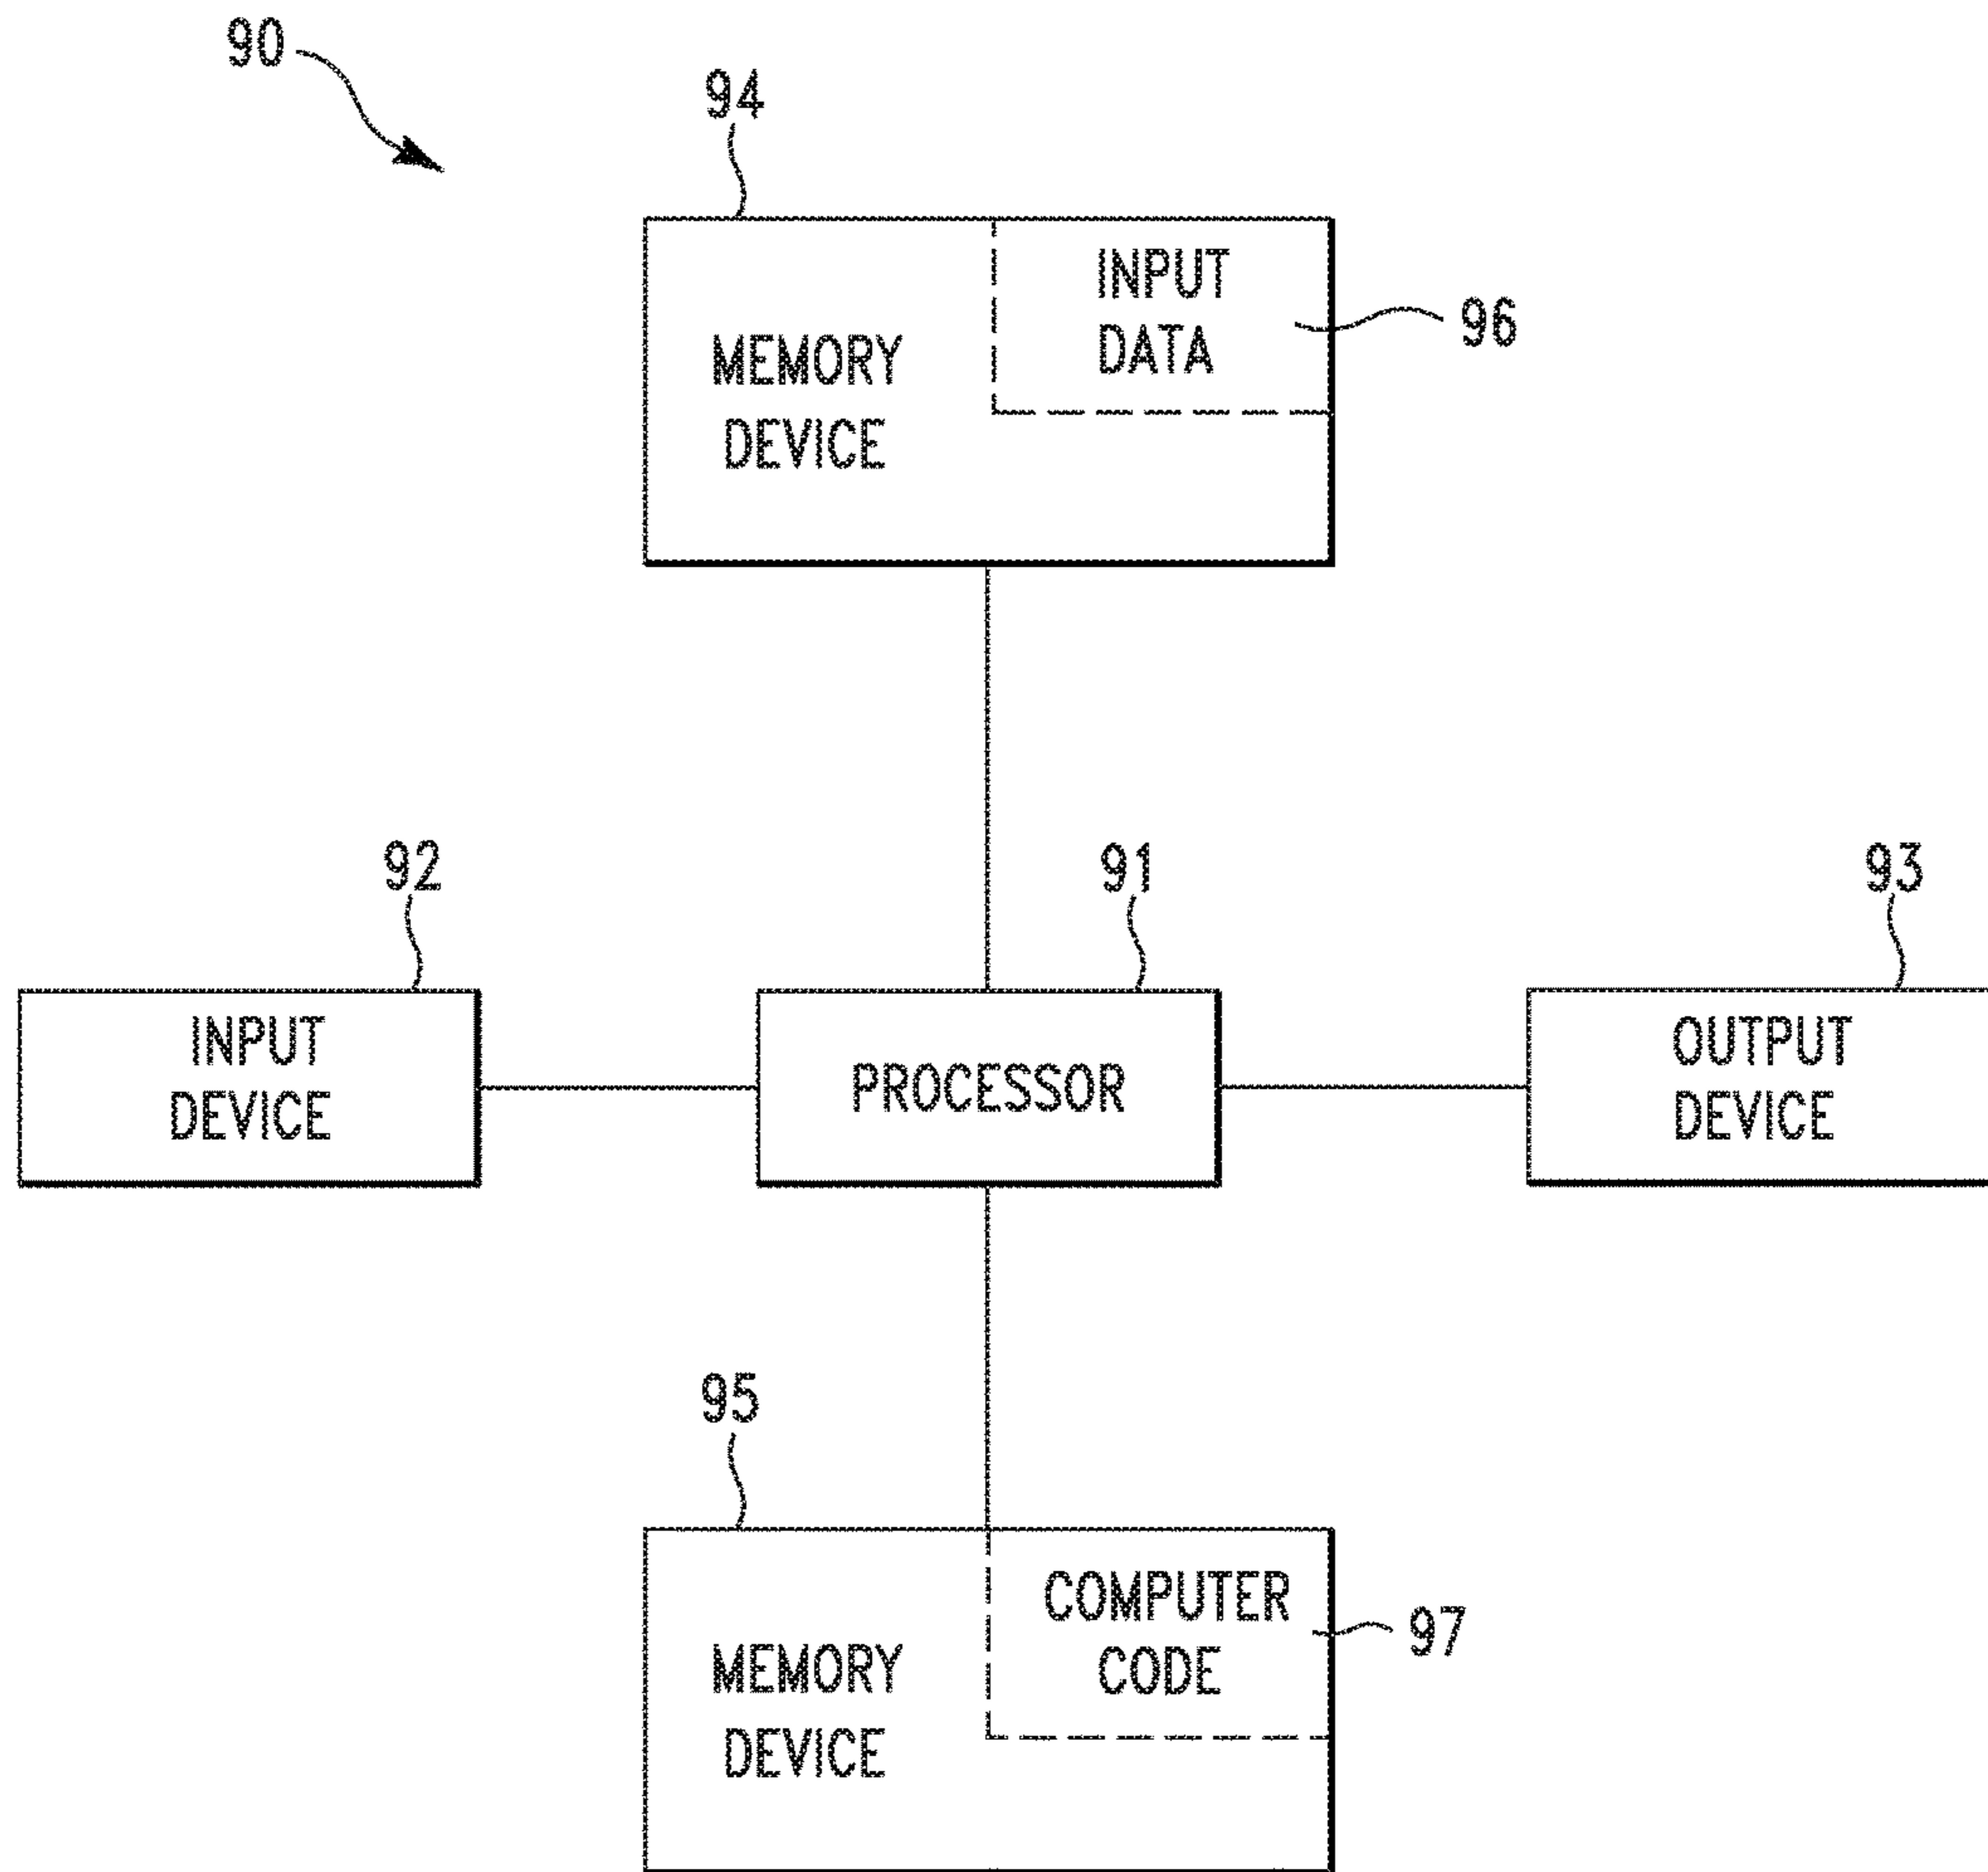 90
94
INPUT
DATA
96
MEMORY
DEVICE
92
91
93
INPUT
DEVICE
PROCESSOR
OUTPUT
DEVICE
95
COMPUTER
CODE
97
MEMORY
DEVICE